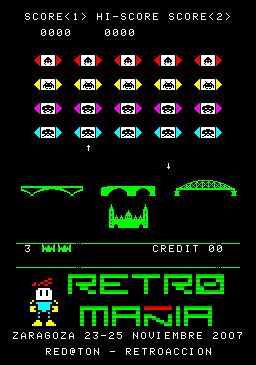 SCORE<1> HI-SCORE SCORE<2>
0000 0000
3 CREDIT 00
RETRO
MAÑIA
ZARAGOZA 23-25 NOVIEMBRE 2007
RED@TON - RETROACCION